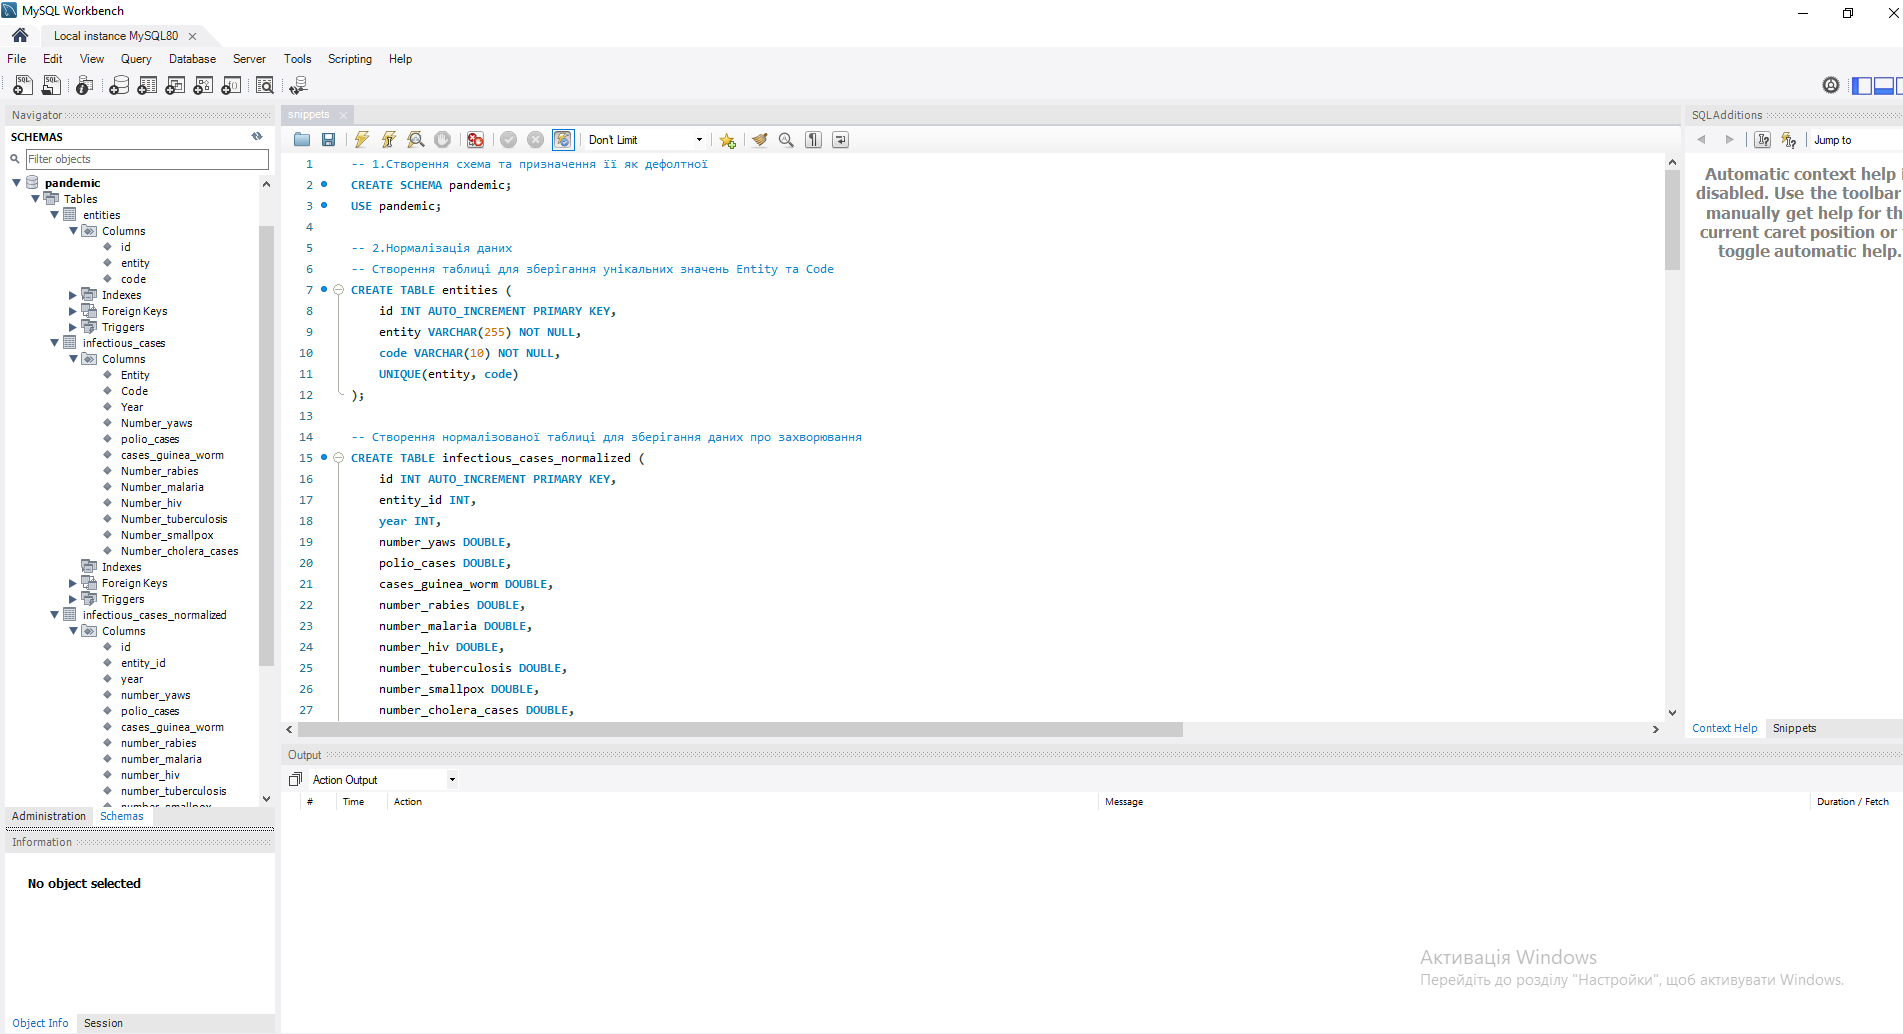 MySQL Workbench
Local instance MySQL80
File Edit View Query Database Server Tools Scripting Help
Navigator
SCHEMAS
Filter objects
pandemic
Tables
entities
Columns
id
entity
code
Indexes
Foreign Keys
Triggers
infectious_cases
Columns
Entity
Code
Year
Number_yaws
polio_cases
cases_guinea_worm
Number_rabies
Number_malaria
Number_hiv
Number_tuberculosis
Number_smallpox
Number_cholera_cases
Indexes
Foreign Keys
Triggers
infectious_cases_normalized
Columns
id
entity_id
year
number_yaws
polio_cases
cases_guinea_worm
number_rabies
number_malaria
number_hiv
number_tuberculosis
number_smallpox
Administration Schemas
Information
No object selected
Object Info Session
snippets
Don't Limit
1 -- 1.Створення схема та призначення її як дефолтної
2 CREATE SCHEMA pandemic;
3 USE pandemic;
4
5 -- 2.Нормалізація даних
6 -- Створення таблиці для зберігання унікальних значень Entity та Code
7 CREATE TABLE entities (
8 id INT AUTO_INCREMENT PRIMARY KEY,
9 entity VARCHAR(255) NOT NULL,
10 code VARCHAR(10) NOT NULL,
11 UNIQUE(entity, code)
12 );
13
14 -- Створення нормалізованої таблиці для зберігання даних про захворювання
15 CREATE TABLE infectious_cases_normalized (
16 id INT AUTO_INCREMENT PRIMARY KEY,
17 entity_id INT,
18 year INT,
19 number_yaws DOUBLE,
20 polio_cases DOUBLE,
21 cases_guinea_worm DOUBLE,
22 number_rabies DOUBLE,
23 number_malaria DOUBLE,
24 number_hiv DOUBLE,
25 number_tuberculosis DOUBLE,
26 number_smallpox DOUBLE,
27 number_cholera_cases DOUBLE,
Output
Action Output
# Time Action Message Duration / Fetch
SQLAdditions
Jump to
Automatic context help i
disabled. Use the toolbar
manually get help for th
current caret position or
toggle automatic help.
Context Help Snippets
Активація Windows
Перейдіть до розділу "Настройки", щоб активувати Windows.